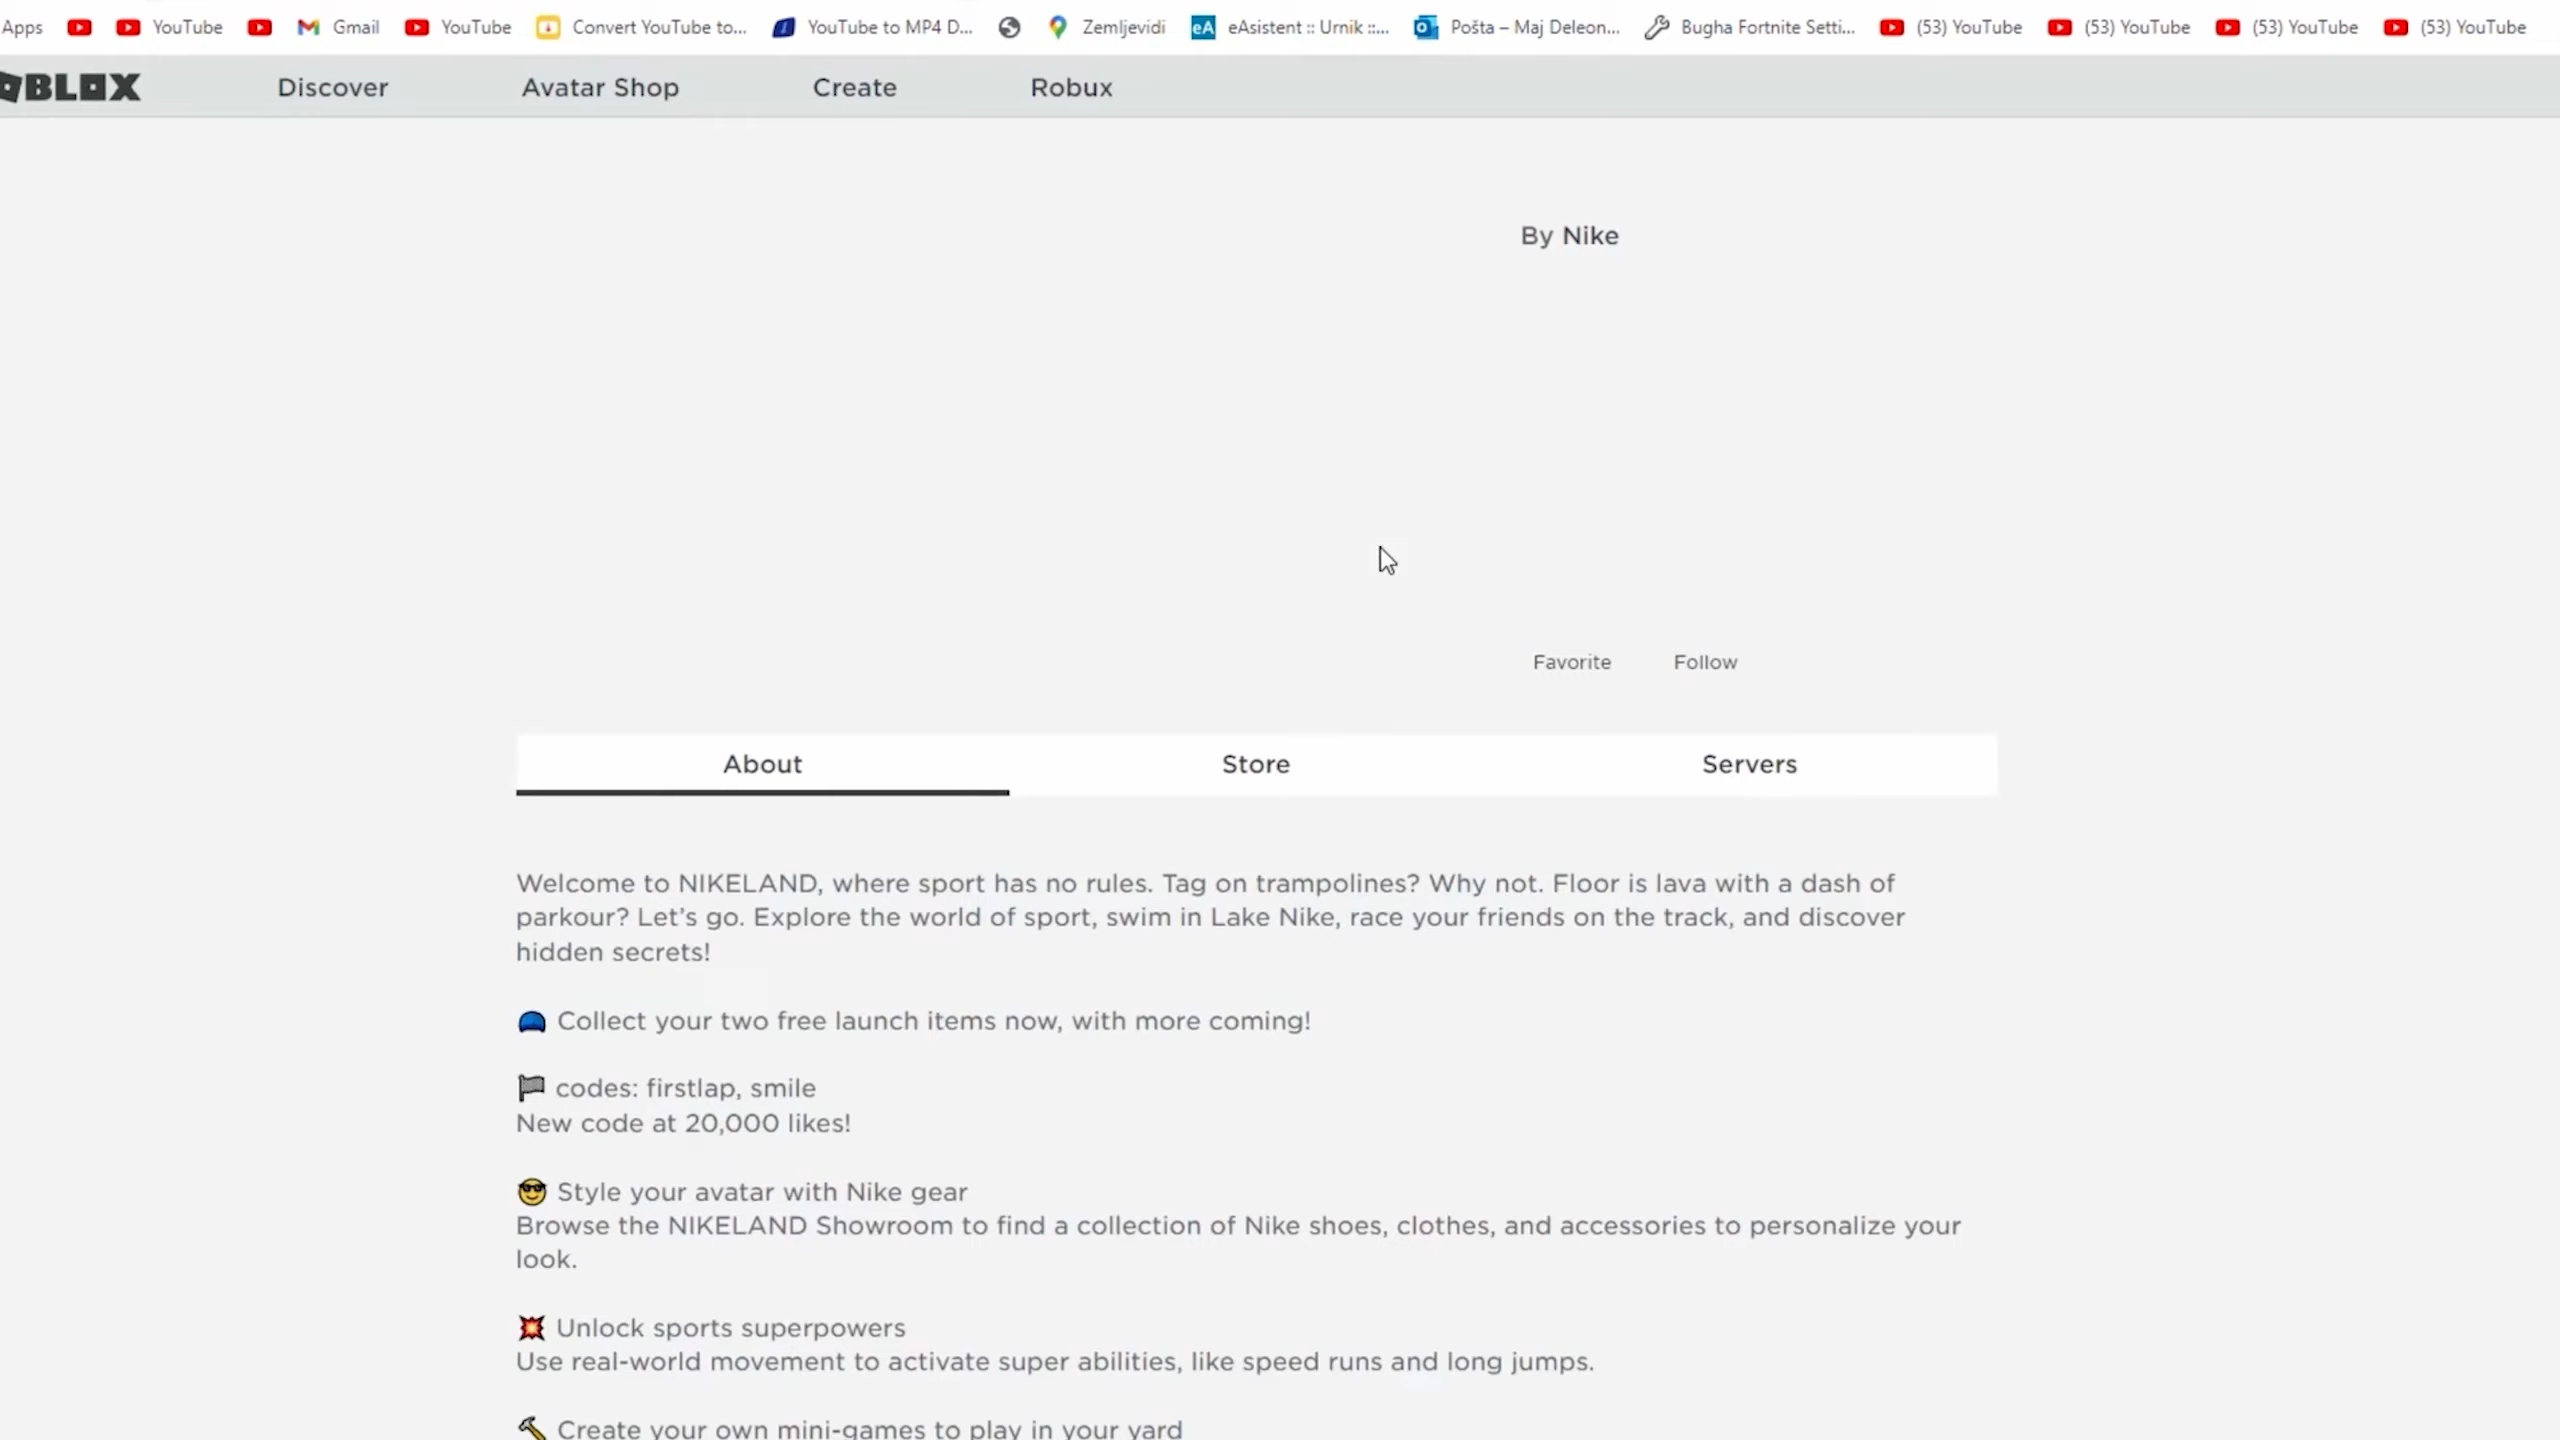 Apps YouTube Gmail YouTube Convert YouTube to... YouTube to MP4 D... Zemljevidi eA eAsistent :: Urnik ::... Pošta – Maj Deleon... Bugha Fortnite Setti... (53) YouTube (53) YouTube (53) YouTube (53) YouTube
ROBLOX Discover Avatar Shop Create Robux
By Nike
Favorite Follow
About Store Servers
Welcome to NIKELAND, where sport has no rules. Tag on trampolines? Why not. Floor is lava with a dash of
parkour? Let's go. Explore the world of sport, swim in Lake Nike, race your friends on the track, and discover
hidden secrets!
🧢 Collect your two free launch items now, with more coming!
🏴 codes: firstlap, smile
New code at 20,000 likes!
😎 Style your avatar with Nike gear
Browse the NIKELAND Showroom to find a collection of Nike shoes, clothes, and accessories to personalize your
look.
💥 Unlock sports superpowers
Use real-world movement to activate super abilities, like speed runs and long jumps.
🔨 Create your own mini-games to play in your yard